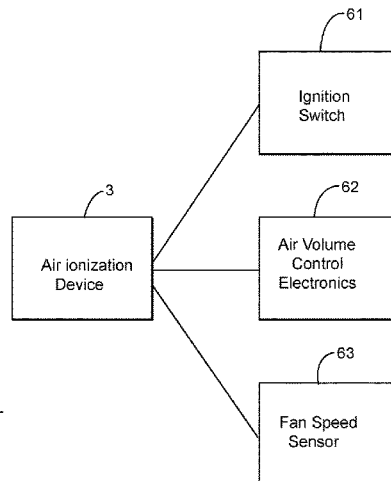 61
Ignition
Switch
3
Air ionization
Device
62
Air Volume
Control
Electronics
63
Fan Speed
Sensor